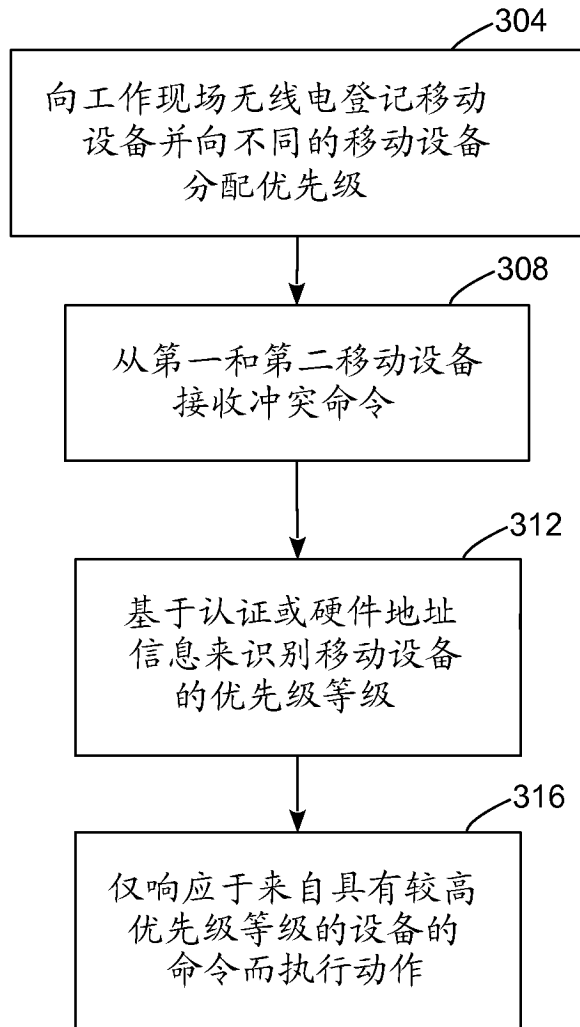 304
向工作现场无线电登记移动
设备并向不同的移动设备
分配优先级
308
从第一和第二移动设备
接收冲突命令
312
基于认证或硬件地址
信息来识别移动设备
的优先级等级
316
仅响应于来自具有较高
优先级等级的设备的
命令而执行动作